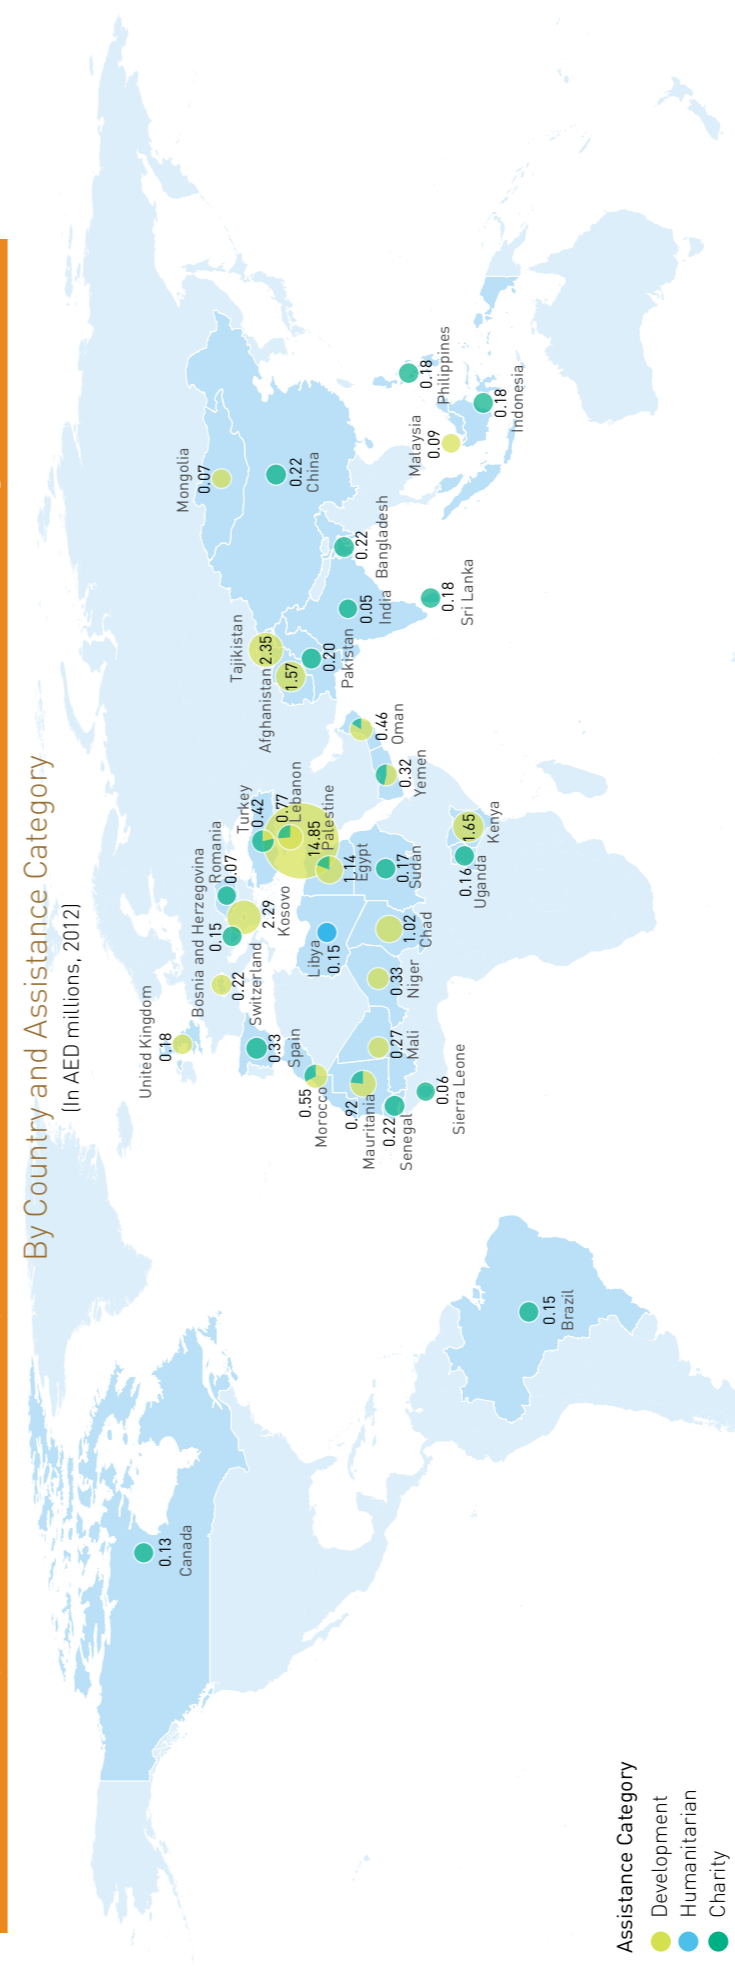 By Country and Assistance Category
(In AED millions, 2012)
Canada
0.13
Brazil
0.15
United Kingdom
0.18
Bosnia and Herzegovina
0.15
Romania
0.07
Switzerland
0.22
Kosovo
2.29
Spain
0.33
Turkey
0.42
Lebanon
0.77
Palestine
14.85
Egypt
1.14
Libya
0.15
Morocco
0.55
Mauritania
0.92
Senegal
0.22
Sierra Leone
0.06
Mali
0.27
Niger
0.33
Chad
1.02
Sudan
0.17
Uganda
0.16
Kenya
1.65
Yemen
0.32
Oman
0.46
Tajikistan
2.35
Afghanistan
1.57
Pakistan
0.20
India
0.05
Sri Lanka
0.18
Bangladesh
0.22
Mongolia
0.07
China
0.22
Malaysia
0.09
Philippines
0.18
Indonesia
0.18
Assistance Category
Development
Humanitarian
Charity